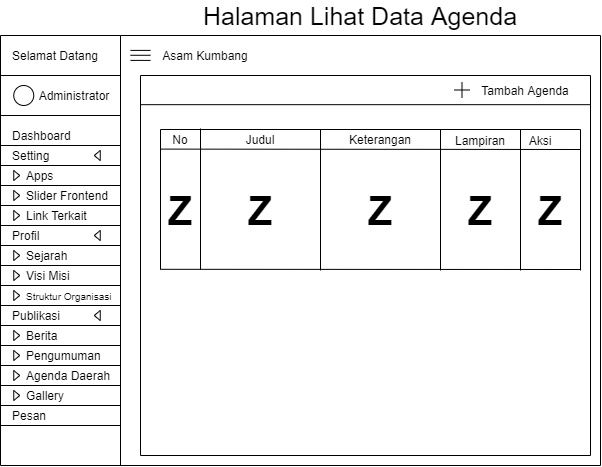 Halaman Lihat Data Agenda
Selamat Datang
Asam Kumbang
Administrator
Tambah Agenda
Dashboard
Setting
Apps
Slider Frontend
Link Terkait
Profil
Sejarah
Visi Misi
Struktur Organisasi
Publikasi
Berita
Pengumuman
Agenda Daerah
Gallery
Pesan
No Judul Keterangan Lampiran Aksi
Z Z Z Z Z